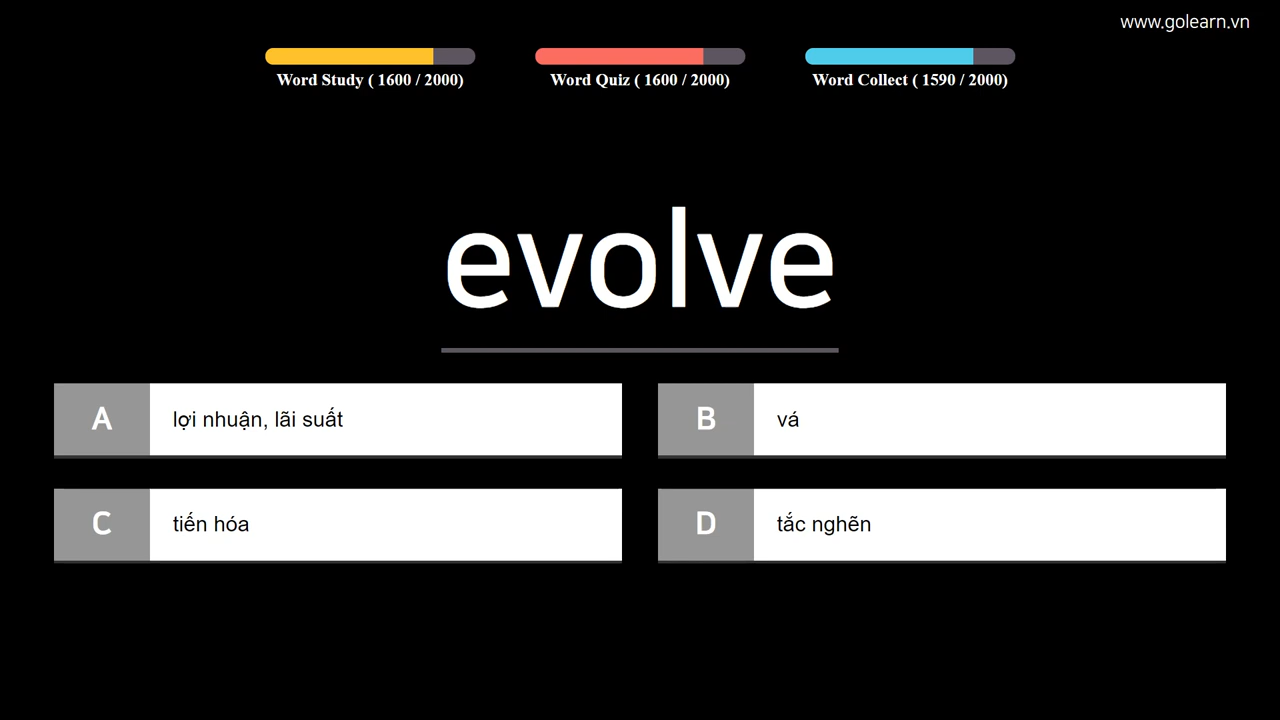 www.golearn.vn
Word Study ( 1600 / 2000)
Word Quiz ( 1600 / 2000)
Word Collect ( 1590 / 2000)
evolve
A lợi nhuận, lãi suất
B vá
C tiến hóa
D tắc nghẽn